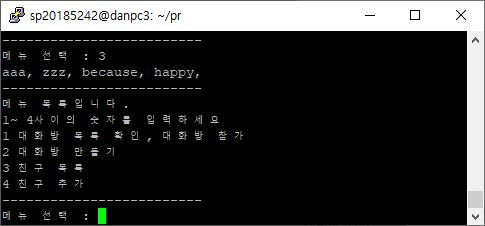 sp20185242@danpc3: ~/pr
-------------------------
메뉴 선택 : 3
aaa, zzz, because, happy,
-------------------------
메뉴 목록입니다.
1~ 4사이의 숫자를 입력하세요
1 대화방 목록 확인, 대화방 참가
2 대화방 만들기
3 친구 목록
4 친구 추가
-------------------------
메뉴 선택 :